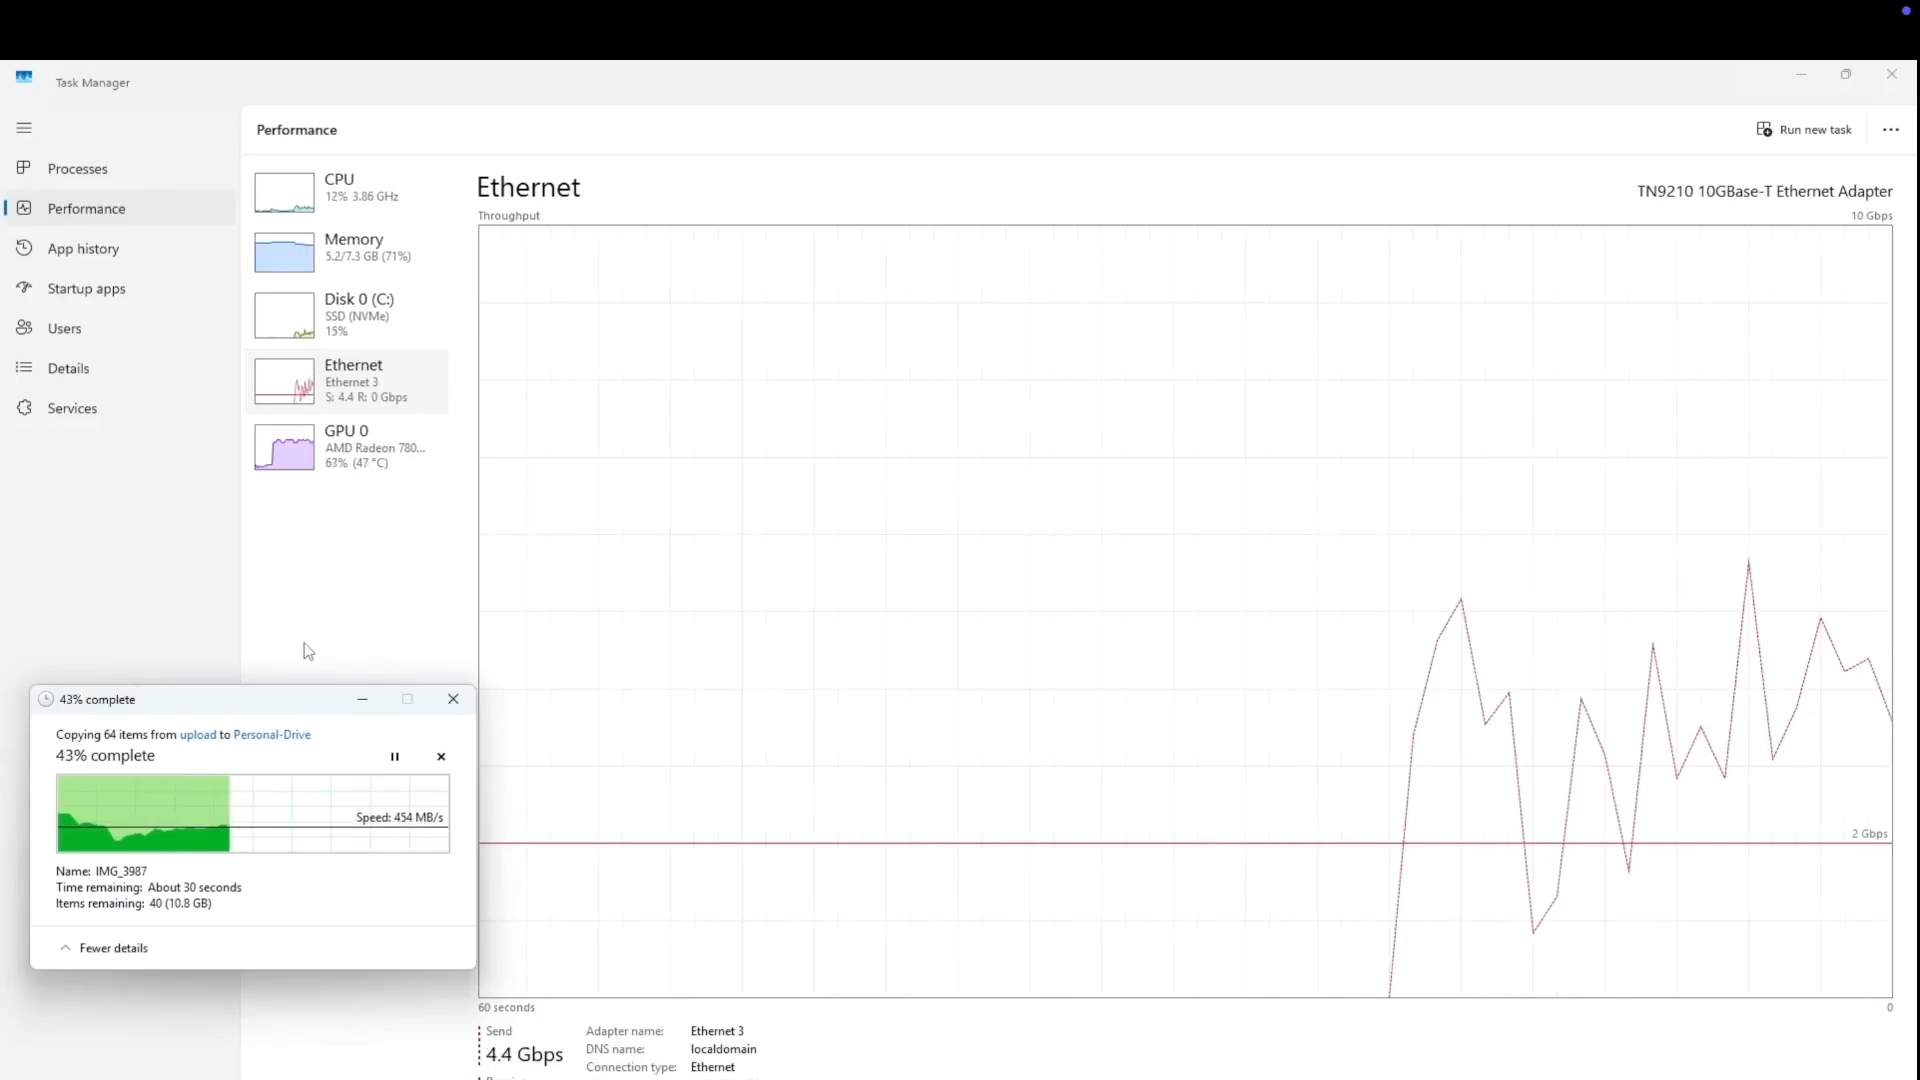 Task Manager
Performance
Run new task
Processes
Performance
App history
Startup apps
Users
Details
Services
CPU
12% 3.86 GHz
Memory
5.2/7.3 GB (71%)
Disk 0 (C:)
SSD (NVMe)
15%
Ethernet
Ethernet 3
S: 4.4 R: 0 Gbps
GPU 0
AMD Radeon 780...
63% (47 °C)
Ethernet
TN9210 10GBase-T Ethernet Adapter
Throughput
10 Gbps
2 Gbps
60 seconds
0
Send
4.4 Gbps
Adapter name: Ethernet 3
DNS name: localdomain
Connection type: Ethernet
43% complete
Copying 64 items from upload to Personal-Drive
43% complete
Speed: 454 MB/s
Name: IMG_3987
Time remaining: About 30 seconds
Items remaining: 40 (10.8 GB)
Fewer details